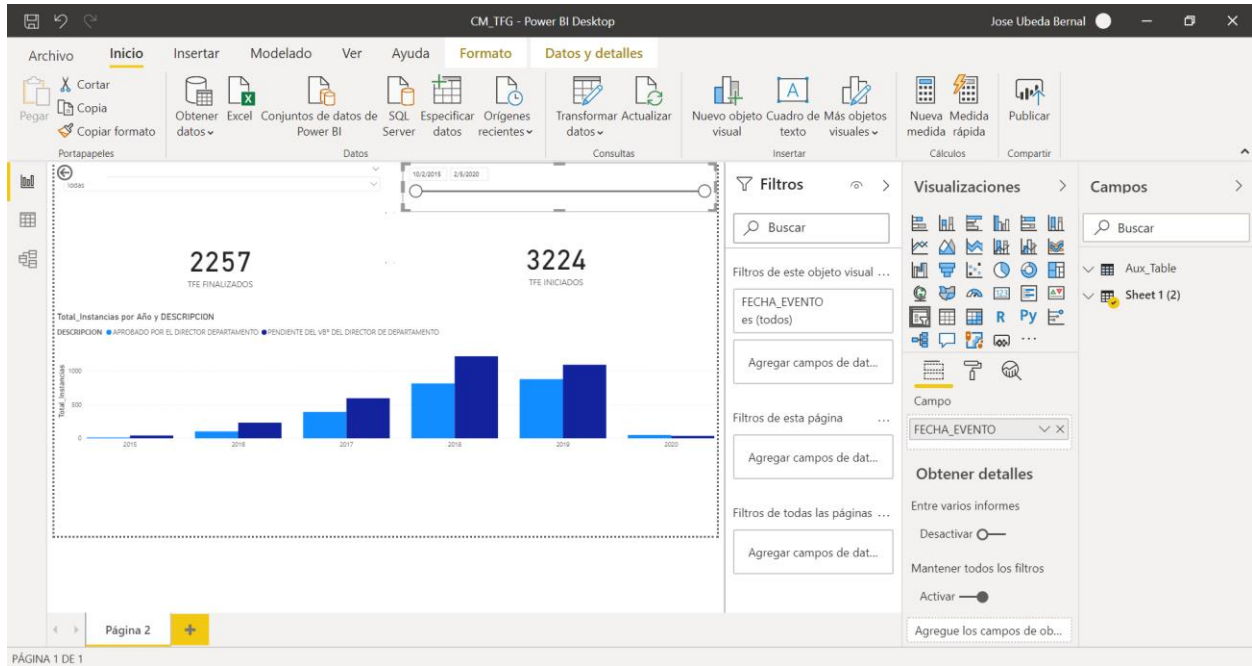 CM_TFG - Power BI Desktop
Jose Ubeda Bernal
Archivo Inicio Insertar Modelado Ver Ayuda Formato Datos y detalles
Pegar
Cortar
Copia
Copiar formato
Portapapeles
Obtener datos
Excel
Conjuntos de datos de Power BI
SQL Server
Especificar datos
Orígenes recientes
Datos
Transformar datos
Actualizar
Consultas
Nuevo objeto visual
Cuadro de texto
Más objetos visuales
Insertar
Nueva medida
Medida rápida
Cálculos
Publicar
Compartir
Todas
10/2/2015 2/5/2020
2257
TFE FINALIZADOS
3224
TFE INICIADOS
Total_Instancias por Año y DESCRIPCION
DESCRIPCION APROBADO POR EL DIRECTOR DEPARTAMENTO PENDIENTE DEL VBº DEL DIRECTOR DE DEPARTAMENTO
Total_Instancias
1000
500
0
2015 2016 2017 2018 2019 2020
Filtros
Buscar
Filtros de este objeto visual ...
FECHA_EVENTO
es (todos)
Agregar campos de dat...
Filtros de esta página ...
Agregar campos de dat...
Filtros de todas las páginas ...
Agregar campos de dat...
Visualizaciones
123
R Py
...
Campo
FECHA_EVENTO
Obtener detalles
Entre varios informes
Desactivar
Mantener todos los filtros
Activar
Agregue los campos de ob...
Campos
Buscar
Aux_Table
Sheet 1 (2)
Página 2
PÁGINA 1 DE 1